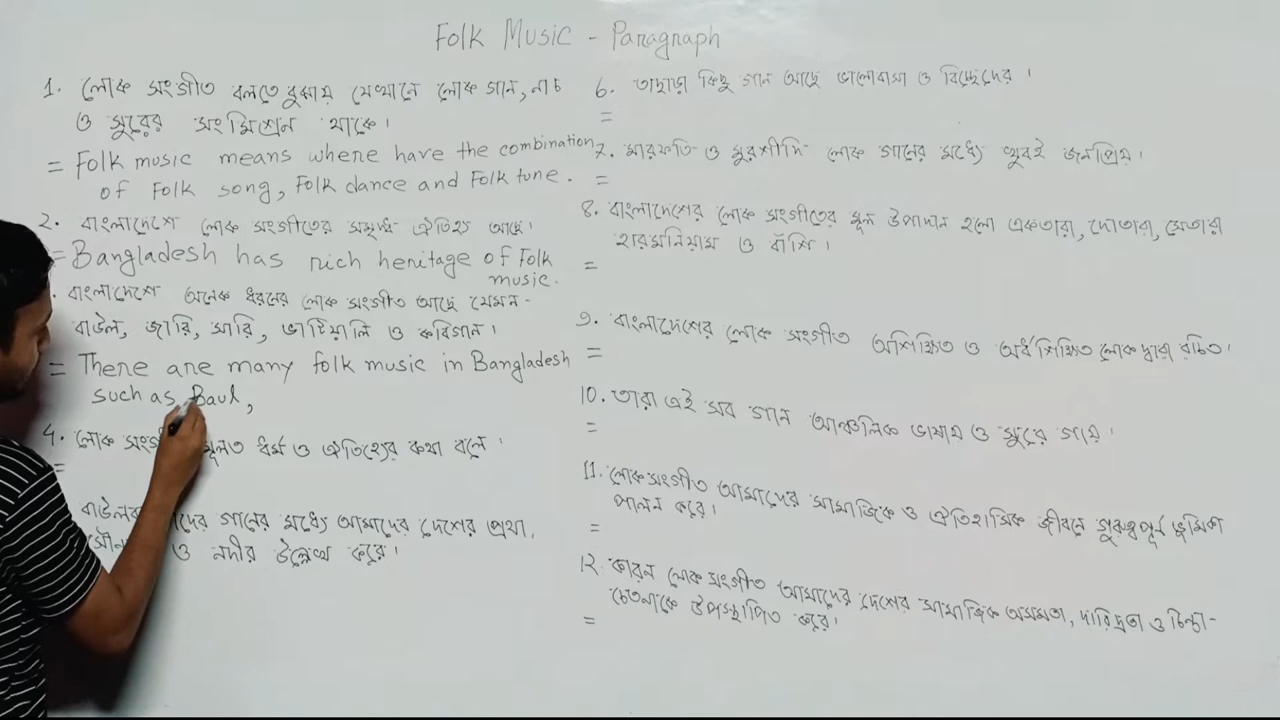 Folk Music - Paragraph
1. লোক সংগীত বলতে বুঝায় যেখানে লোক গান, নাচ
ও সুরের সংমিশ্রন থাকে।
= Folk music means where have the combination
of Folk song, Folk dance and Folk tune.
2. বাংলাদেশে লোক সংগীতের সমৃদ্ধ ঐতিহ্য আছে।
= Bangladesh has rich heritage of Folk
music.
. বাংলাদেশে অনেক ধরনের লোক সংগীত আছে যেমন-
বাউল, জারি, সারি, ভাটিয়ালি ও কবিগান।
= There are many folk music in Bangladesh
such as Baul,
4. লোক মূলত ধর্ম ও ঐতিহ্যের কথা বলে।
=
গানের মধ্যে আমাদের দেশের প্রথা,
ও নদীর উল্লেখ করে।
6. তাছাড়া কিছু গান আছে ভালোবাসা ও বিচ্ছেদের।
=
7. মারফতি ও মুরশীদি লোক গানের মধ্যে খুবই জনপ্রিয়।
=
8. বাংলাদেশের লোক সংগীতের মূল উপাদান হলো একতারা, দোতারা, সেতারা
হারমনিয়াম ও বাঁশি।
=
9. বাংলাদেশের লোক সংগীত অশিক্ষিত ও অর্ধশিক্ষিত লোক দ্বারা রচিত।
=
10. তারা এই সব গান আঞ্চলিক ভাষায় ও সুরে গায়।
=
11. লোকসংগীত আমাদের সামাজিক ও ঐতিহাসিক জীবনে গুরুত্বপূর্ণ ভুমিকা
পালন করে।
=
12. কারন লোক সংগীত আমাদের দেশের সামাজিক অসমতা, দারিদ্রতা ও চিন্তা-
চেতনাকে উপস্থাপিত করে।
=